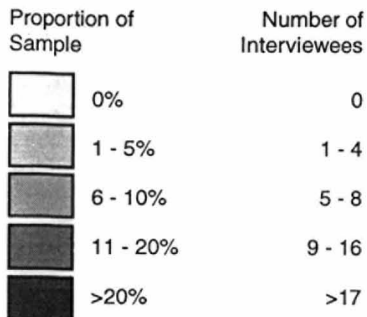 Proportion of Number of
Sample Interviewees
0% 0
1 - 5% 1 - 4
6 - 10% 5 - 8
11 - 20% 9 - 16
>20% >17